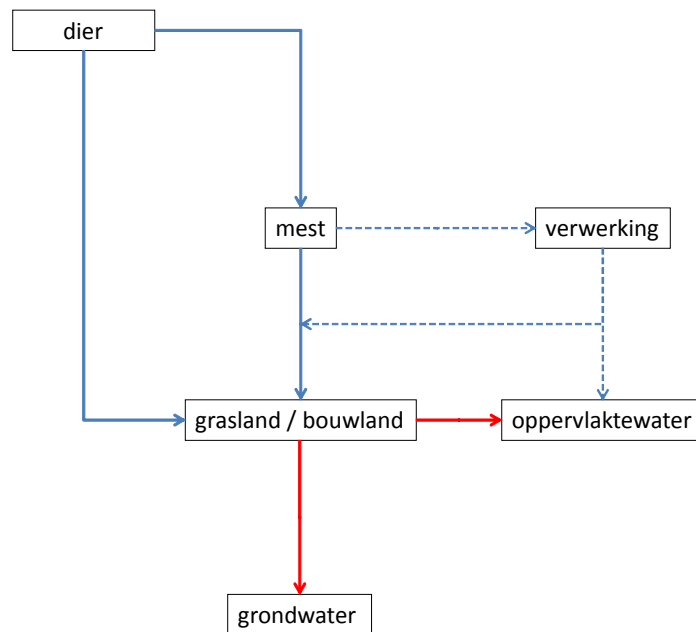 dier
mest
verwerking
grasland / bouwland
oppervlaktewater
grondwater